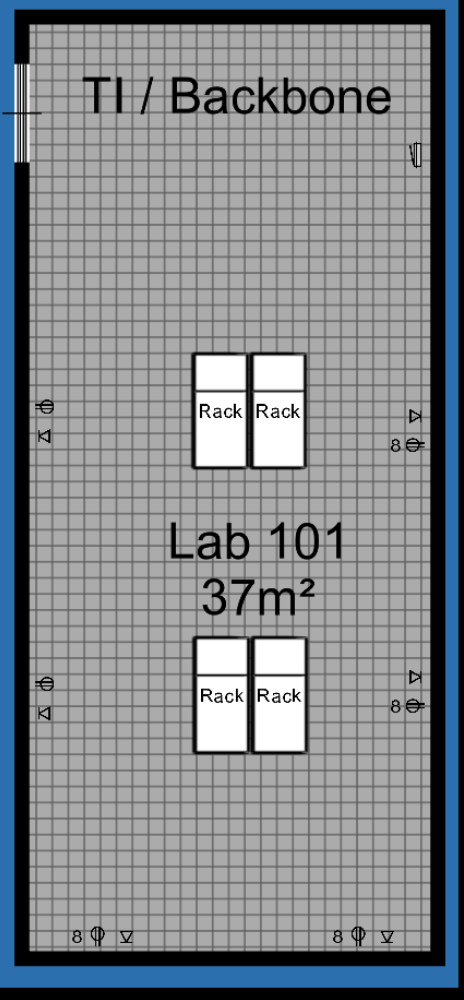 TI / Backbone
Rack Rack
8
Lab 101
37m²
Rack Rack
8
8 8